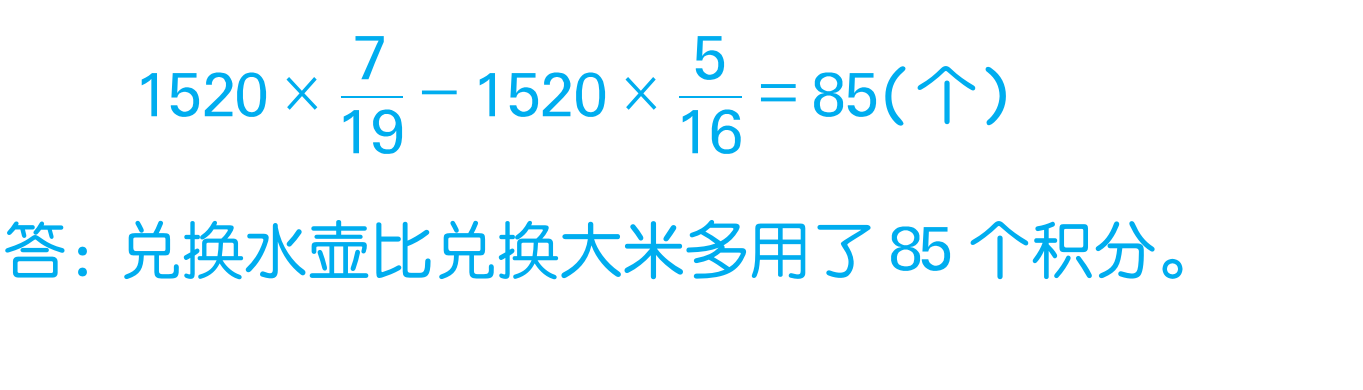 1520 × 7/19 − 1520 × 5/16 = 85(个)
答：兑换水壶比兑换大米多用了 85 个积分。